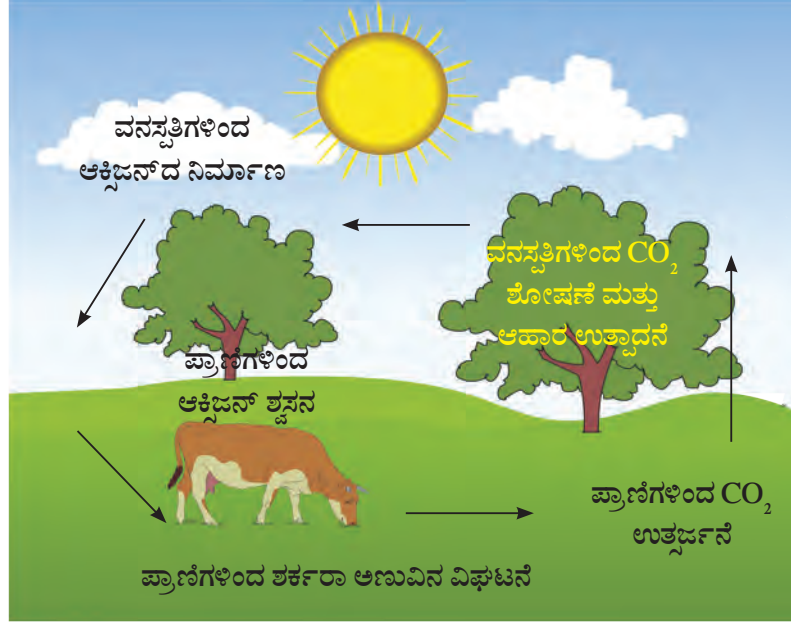 ವನಸ್ಪತಿಗಳಿಂದ
ಆಕ್ಸಿಜನ್‌ದ ನಿರ್ಮಾಣ
ವನಸ್ಪತಿಗಳಿಂದ CO₂
ಶೋಷಣೆ ಮತ್ತು
ಆಹಾರ ಉತ್ಪಾದನೆ
ಪ್ರಾಣಿಗಳಿಂದ
ಆಕ್ಸಿಜನ್ ಶ್ವಸನ
ಪ್ರಾಣಿಗಳಿಂದ CO₂
ಉತ್ಸರ್ಜನೆ
ಪ್ರಾಣಿಗಳಿಂದ ಶರ್ಕರಾ ಅಣುವಿನ ವಿಘಟನೆ